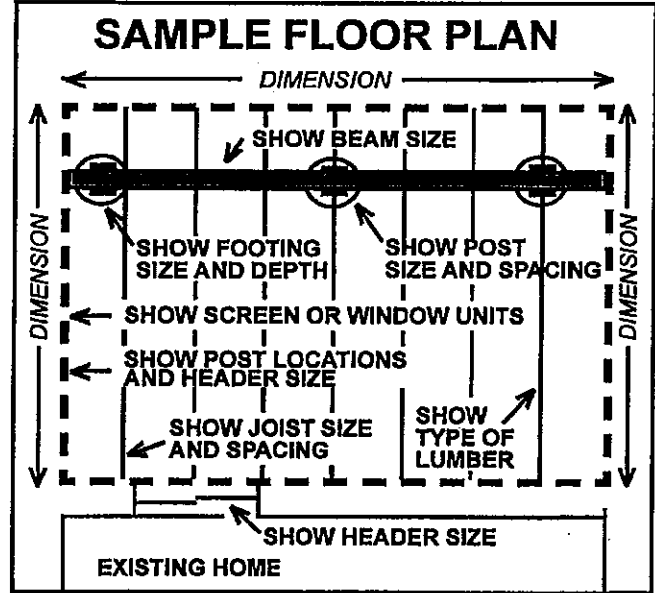 SAMPLE FLOOR PLAN
DIMENSION
DIMENSION
DIMENSION
SHOW BEAM SIZE
SHOW FOOTING
SIZE AND DEPTH
SHOW POST
SIZE AND SPACING
SHOW SCREEN OR WINDOW UNITS
SHOW POST LOCATIONS
AND HEADER SIZE
SHOW JOIST SIZE
AND SPACING
SHOW
TYPE OF
LUMBER
SHOW HEADER SIZE
EXISTING HOME